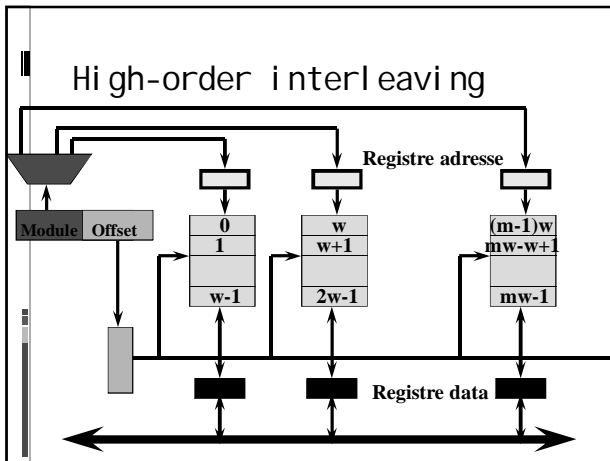 High-order interleaving
Registre adresse
Module Offset
0 w (m-1)w
1 w+1 mw-w+1
w-1 2w-1 mw-1
Registre data